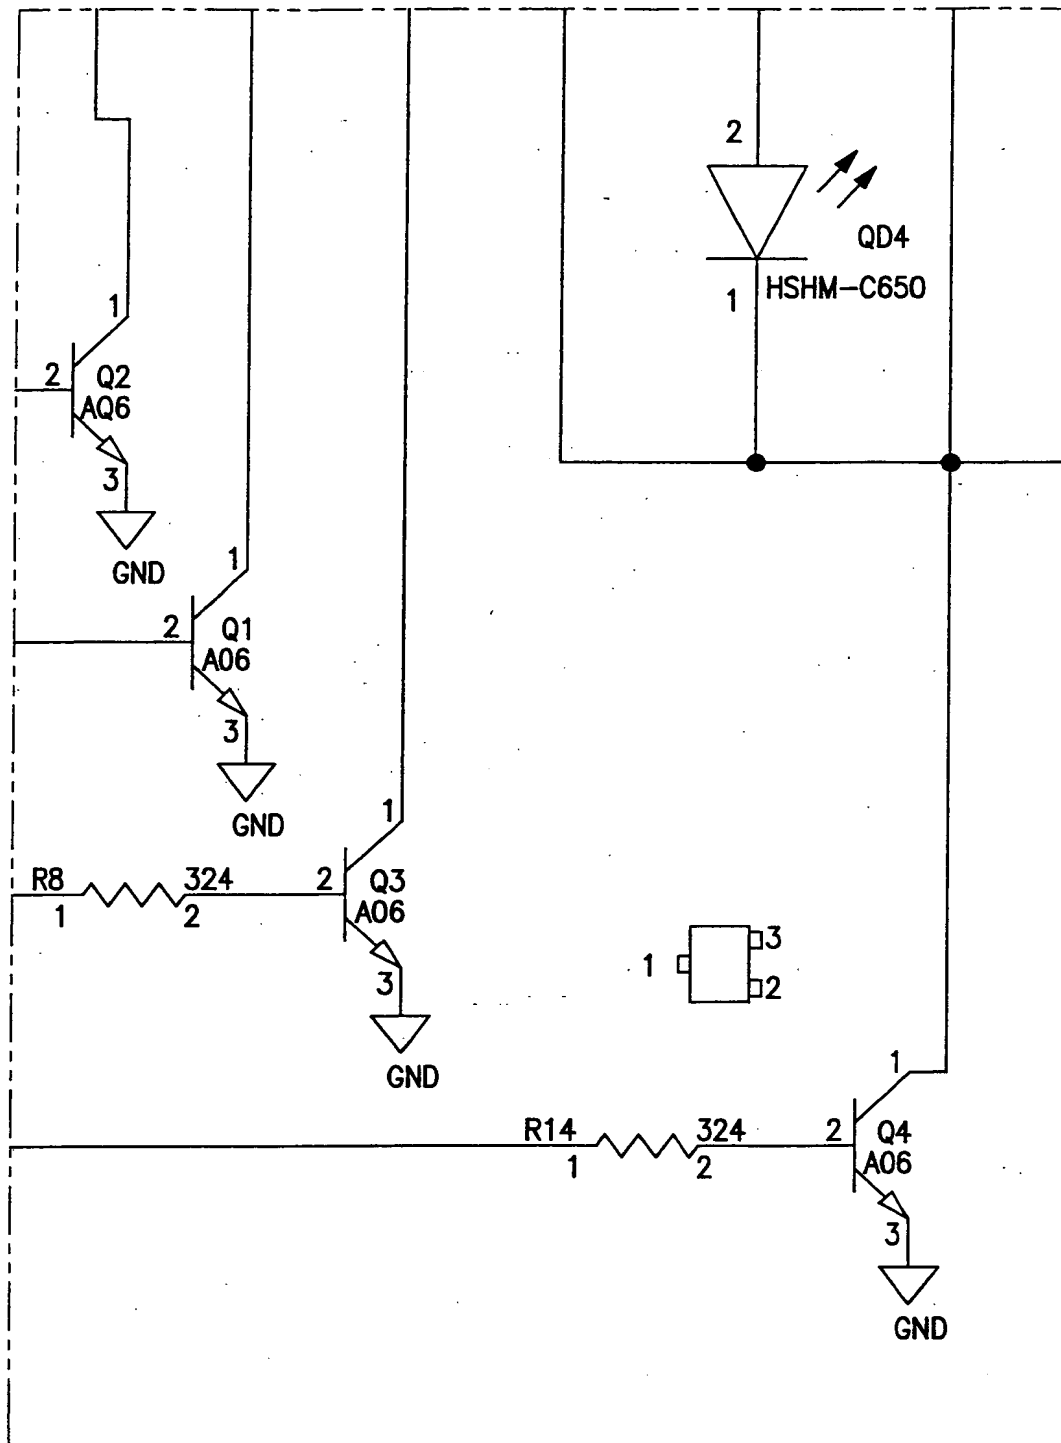 2
QD4
1 HSHM-C650
1
2 Q2
AQ6
3
GND
1
2 Q1
A06
3
GND
1
R8 324 2 Q3
1 2 A06
3
GND
1 3
2
1
R14 324 2 Q4
1 2 A06
3
GND